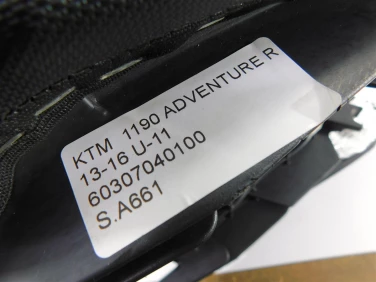 KTM 1190 ADVENTURE R
13-16 U-11
60307040100
S.A661